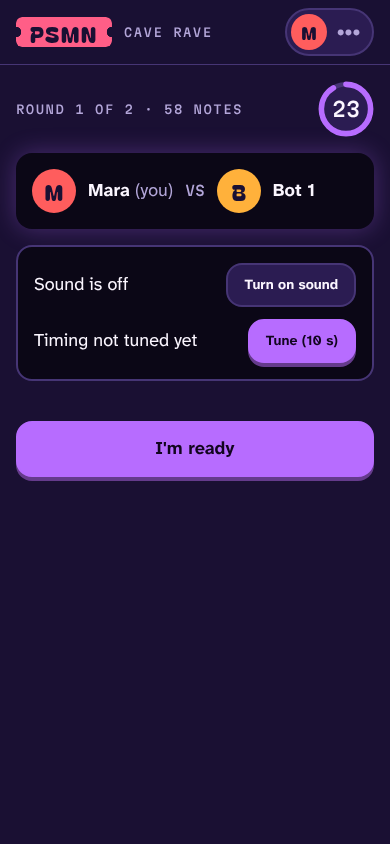 PSMN CAVE RAVE M •••
ROUND 1 OF 2 · 58 NOTES 23
M Mara (you) VS B Bot 1
Sound is off Turn on sound
Timing not tuned yet Tune (10 s)
I'm ready